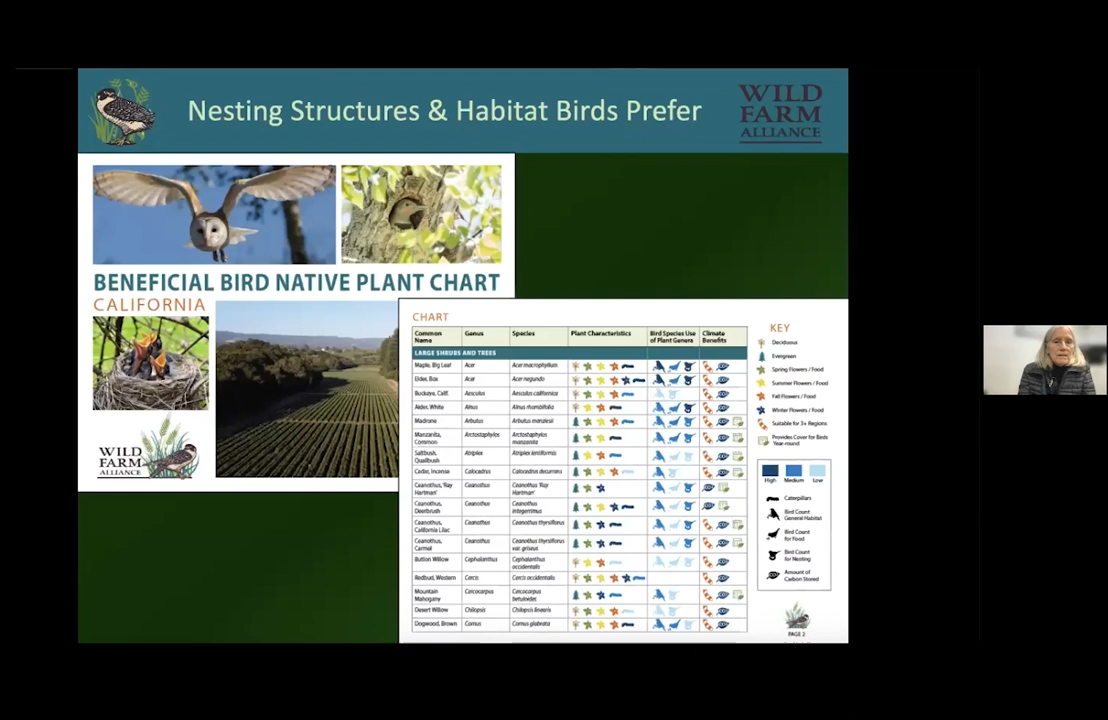 Nesting Structures & Habitat Birds Prefer
WILD
FARM
ALLIANCE
BENEFICIAL BIRD NATIVE PLANT CHART
CALIFORNIA
WILD
FARM
ALLIANCE
CHART
Common Name Genus Species Plant Characteristics Bird Species Use of Plant Genera Climate Benefits
LARGE SHRUBS AND TREES
Maple, Big Leaf Acer Acer macrophyllum
Elder, Box Acer Acer negundo
Buckeye, Calif. Aesculus Aesculus californica
Alder, White Alnus Alnus rhombifolia
Madrone Arbutus Arbutus menziesii
Manzanita, Common Arctostaphylos Arctostaphylos manzanita
Saltbush, Quailbush Atriplex Atriplex lentiformis
Cedar, Incense Calocedrus Calocedrus decurrens
Ceanothus, 'Ray Hartman' Ceanothus Ceanothus 'Ray Hartman'
Ceanothus, Deerbrush Ceanothus Ceanothus integerrimus
Ceanothus, California Lilac Ceanothus Ceanothus thyrsiflorus
Ceanothus, Carmel Ceanothus Ceanothus thyrsiflorus var. griseus
Button Willow Cephalanthus Cephalanthus occidentalis
Redbud, Western Cercis Cercis occidentalis
Mountain Mahogany Cercocarpus Cercocarpus betuloides
Desert Willow Chilopsis Chilopsis linearis
Dogwood, Brown Cornus Cornus glabrata
KEY
Deciduous
Evergreen
Spring Flowers / Food
Summer Flowers / Food
Fall Flowers / Food
Winter Flowers / Food
Suitable for 3+ Regions
Provides Cover for Birds Year-round
High Medium Low
Caterpillars
Bird Count General Habitat
Bird Count for Food
Bird Count for Nesting
Amount of Carbon Stored
PAGE 2